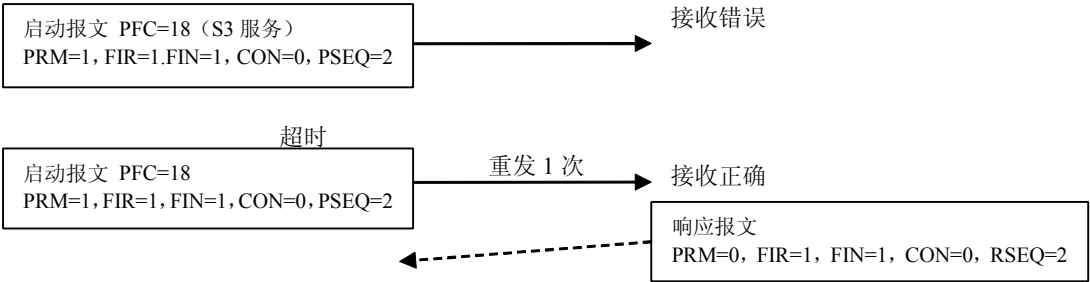 启动报文 PFC=18（S3 服务）
PRM=1，FIR=1.FIN=1，CON=0，PSEQ=2
接收错误
超时
启动报文 PFC=18
PRM=1，FIR=1，FIN=1，CON=0，PSEQ=2
重发 1 次
接收正确
响应报文
PRM=0，FIR=1，FIN=1，CON=0，RSEQ=2